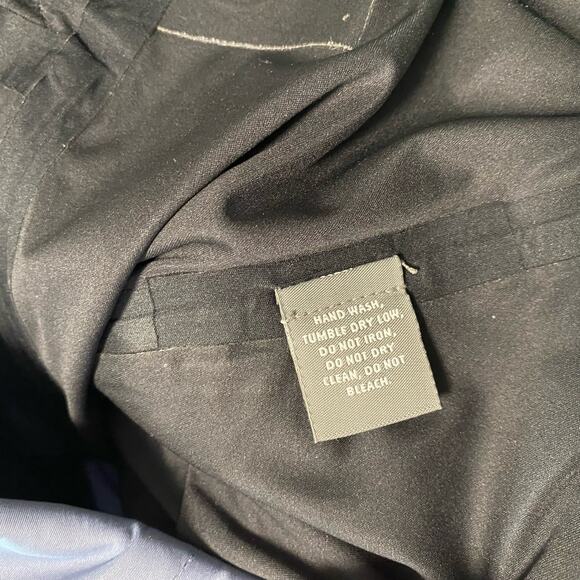 HAND WASH,
TUMBLE DRY LOW,
DO NOT IRON,
DO NOT DRY
CLEAN, DO NOT
BLEACH.